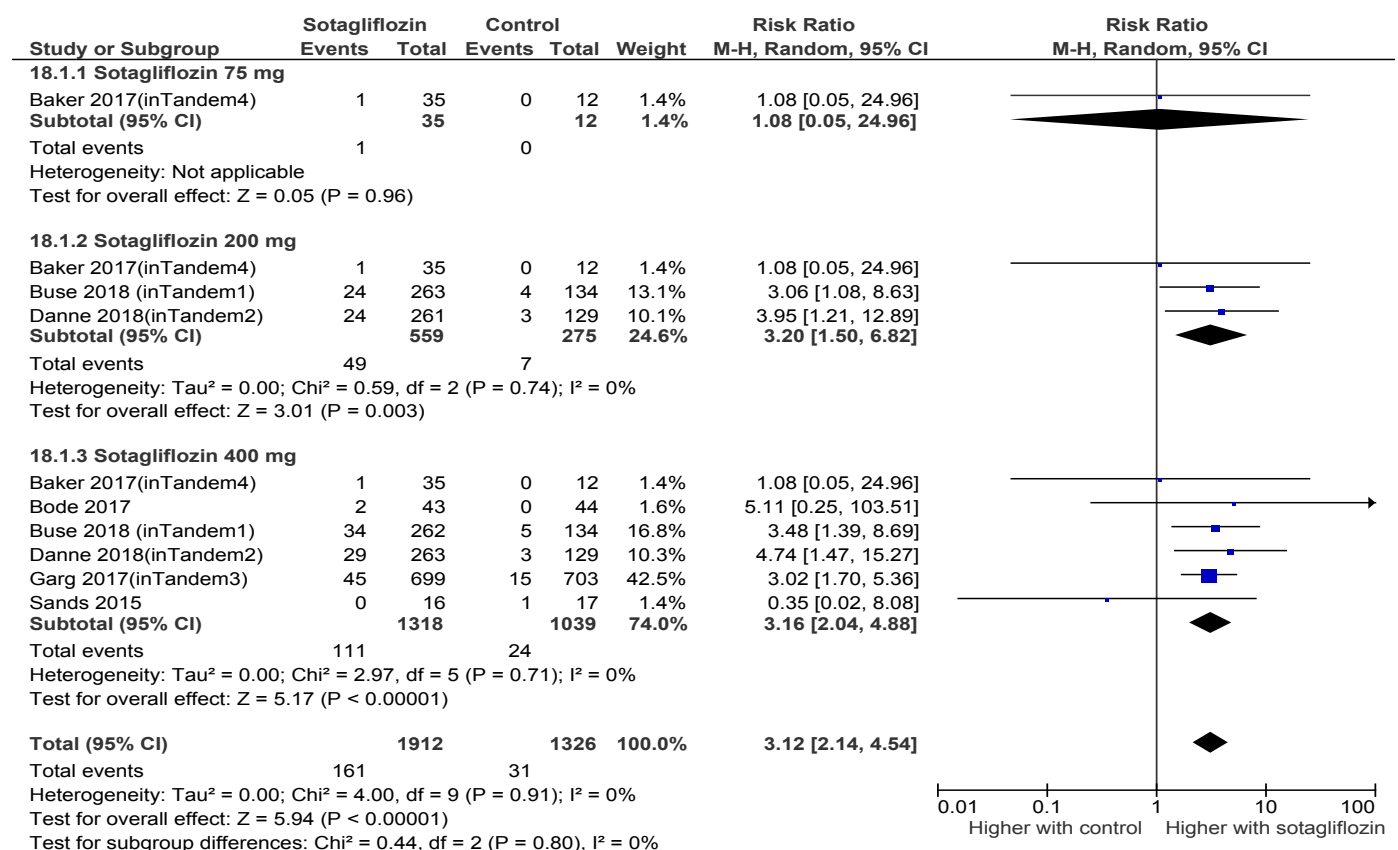 Sotagliflozin Control Risk Ratio Risk Ratio
Study or Subgroup Events Total Events Total Weight M-H, Random, 95% CI M-H, Random, 95% CI
18.1.1 Sotagliflozin 75 mg
Baker 2017(inTandem4) 1 35 0 12 1.4% 1.08 [0.05, 24.96]
Subtotal (95% CI) 35 12 1.4% 1.08 [0.05, 24.96]
Total events 1 0
Heterogeneity: Not applicable
Test for overall effect: Z = 0.05 (P = 0.96)
18.1.2 Sotagliflozin 200 mg
Baker 2017(inTandem4) 1 35 0 12 1.4% 1.08 [0.05, 24.96]
Buse 2018 (inTandem1) 24 263 4 134 13.1% 3.06 [1.08, 8.63]
Danne 2018(inTandem2) 24 261 3 129 10.1% 3.95 [1.21, 12.89]
Subtotal (95% CI) 559 275 24.6% 3.20 [1.50, 6.82]
Total events 49 7
Heterogeneity: Tau² = 0.00; Chi² = 0.59, df = 2 (P = 0.74); I² = 0%
Test for overall effect: Z = 3.01 (P = 0.003)
18.1.3 Sotagliflozin 400 mg
Baker 2017(inTandem4) 1 35 0 12 1.4% 1.08 [0.05, 24.96]
Bode 2017 2 43 0 44 1.6% 5.11 [0.25, 103.51]
Buse 2018 (inTandem1) 34 262 5 134 16.8% 3.48 [1.39, 8.69]
Danne 2018(inTandem2) 29 263 3 129 10.3% 4.74 [1.47, 15.27]
Garg 2017(inTandem3) 45 699 15 703 42.5% 3.02 [1.70, 5.36]
Sands 2015 0 16 1 17 1.4% 0.35 [0.02, 8.08]
Subtotal (95% CI) 1318 1039 74.0% 3.16 [2.04, 4.88]
Total events 111 24
Heterogeneity: Tau² = 0.00; Chi² = 2.97, df = 5 (P = 0.71); I² = 0%
Test for overall effect: Z = 5.17 (P < 0.00001)
Total (95% CI) 1912 1326 100.0% 3.12 [2.14, 4.54]
Total events 161 31
Heterogeneity: Tau² = 0.00; Chi² = 4.00, df = 9 (P = 0.91); I² = 0%
Test for overall effect: Z = 5.94 (P < 0.00001)
Test for subgroup differences: Chi² = 0.44, df = 2 (P = 0.80), I² = 0%
0.01 0.1 1 10 100
Higher with control Higher with sotagliflozin